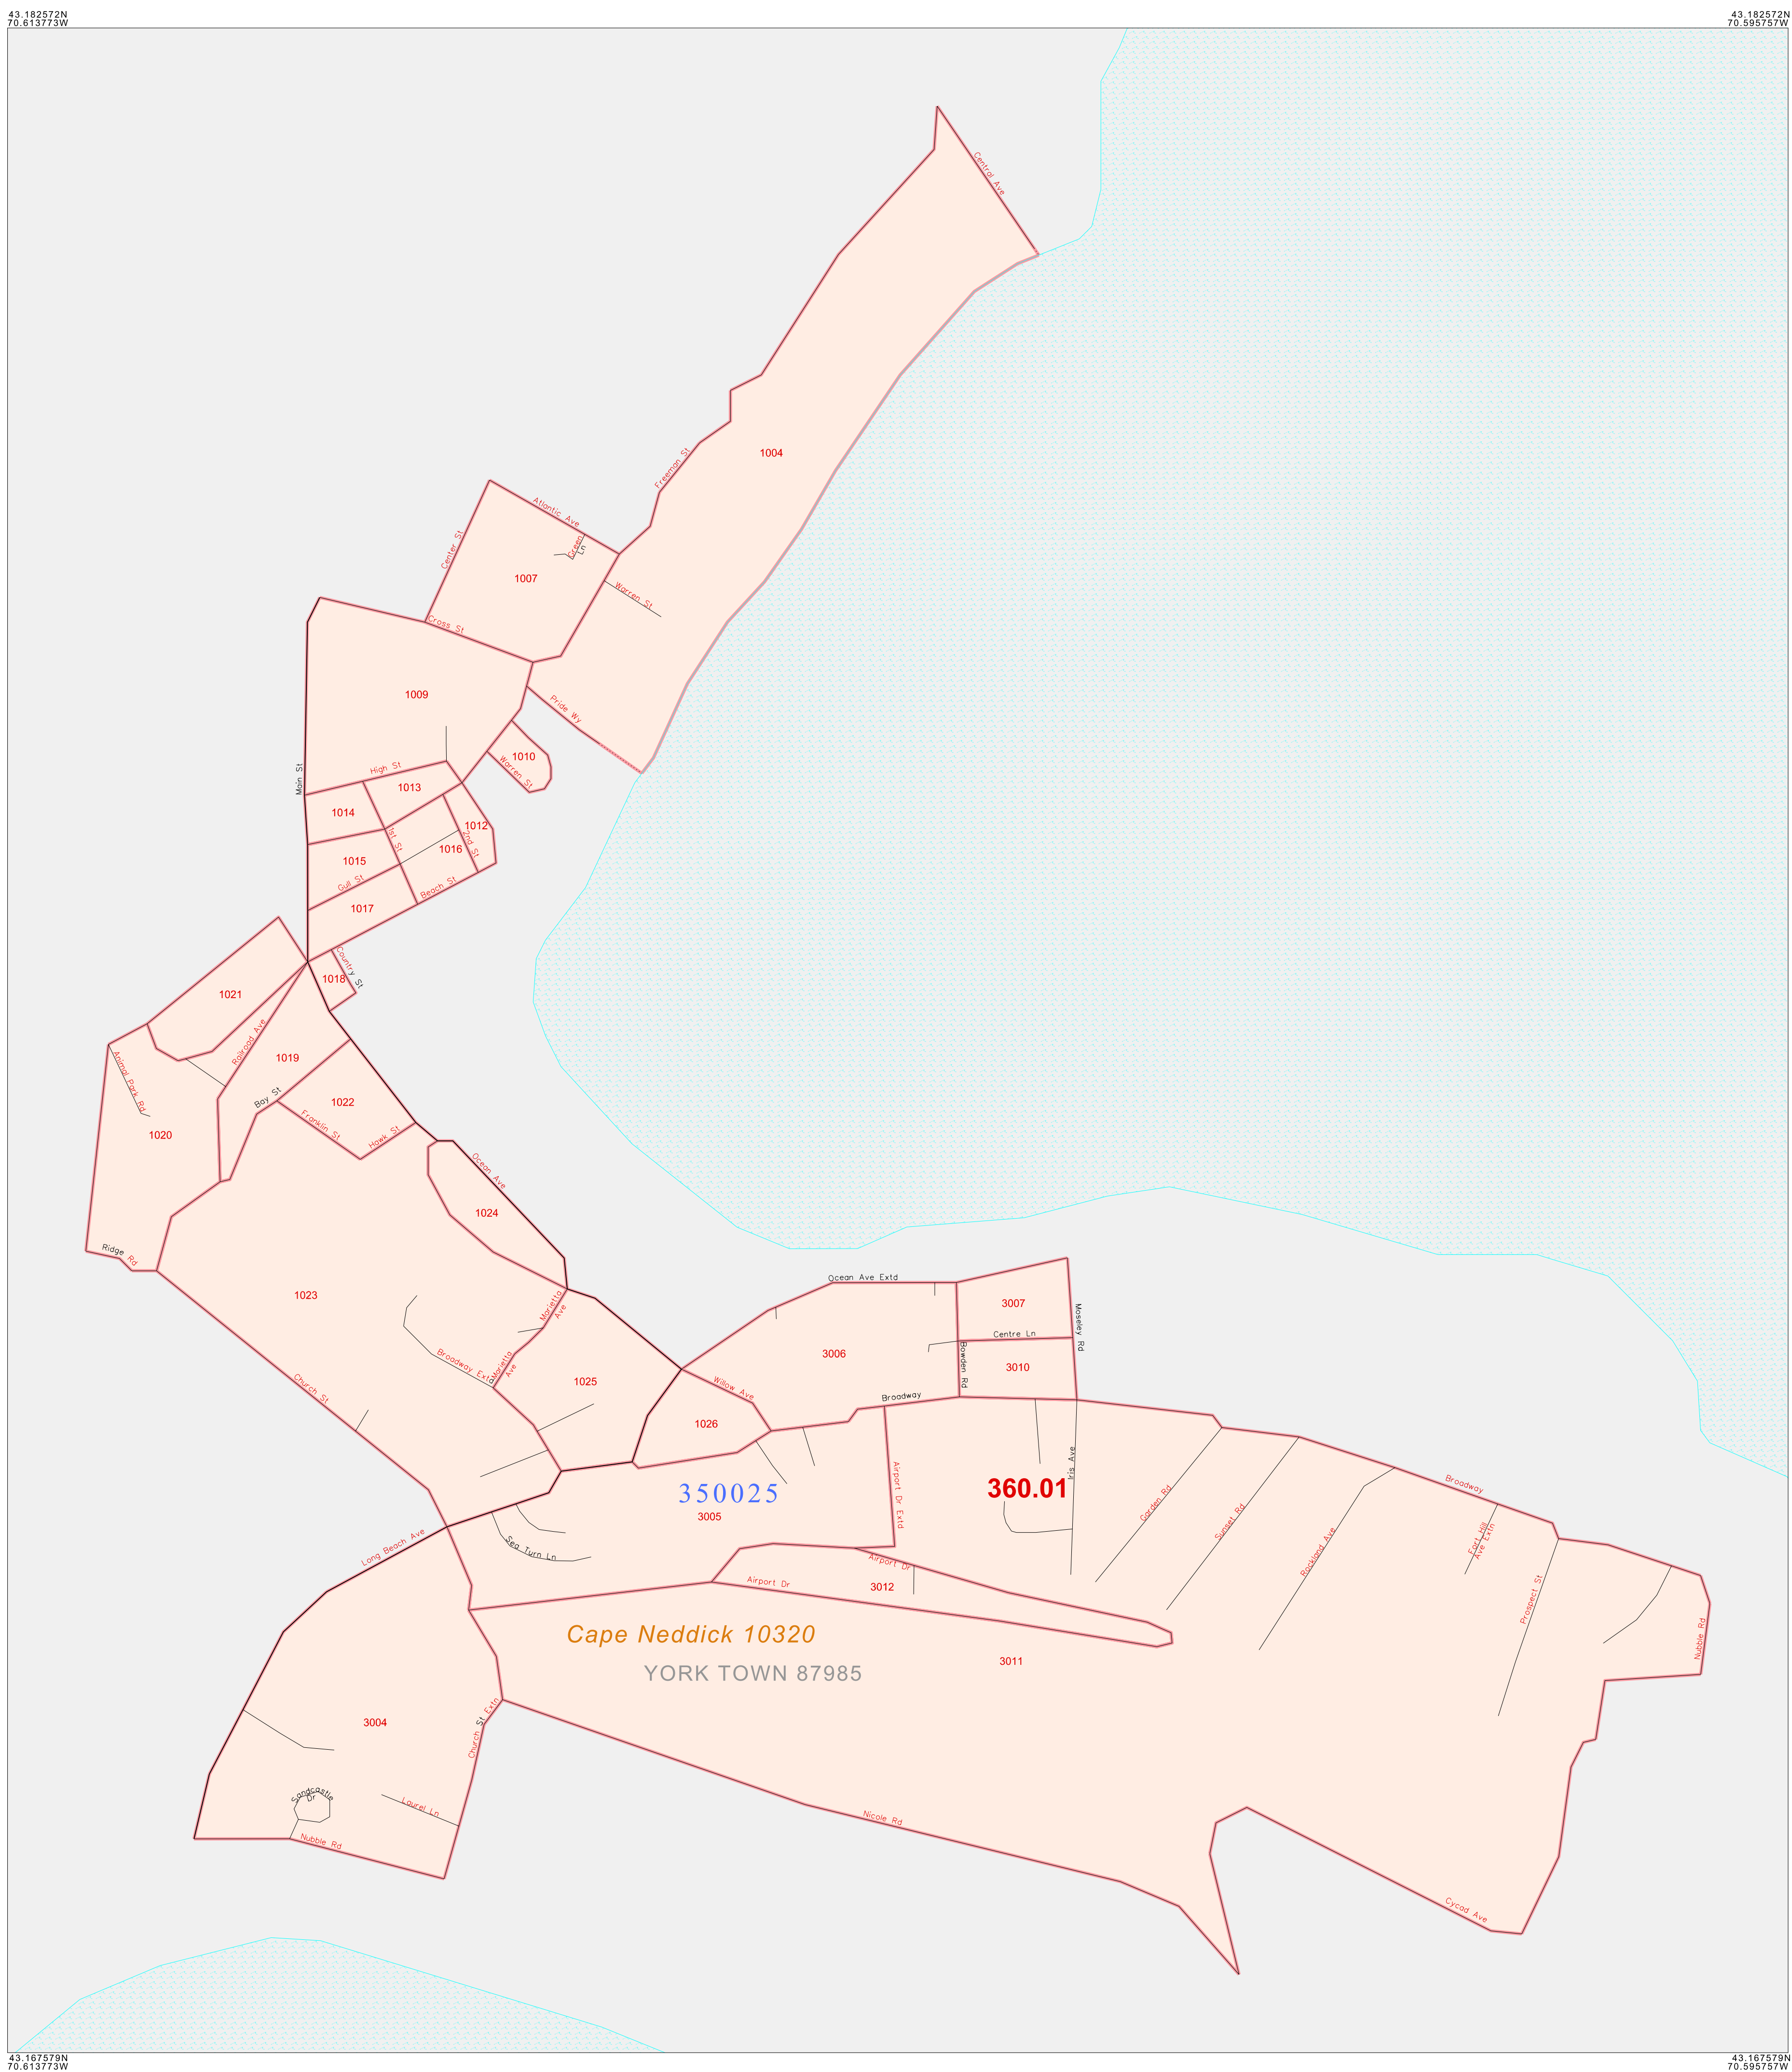 43.182572N
70.613773W
43.182572N
70.595757W
Central Ave
1004
Freeman St
Atlantic Ave
Green
Ln
Center St
1007
Warren St
Cross St
1009
Pride Wy
1010
Warren St
Main St
High St
1013
1014
1012
1st St
2nd St
1016
1015
Gull St
Beach St
1017
Country St
1018
1021
Railroad Ave
1019
Animal Park Rd
Bay St
1022
Franklin St
Hawk St
1020
Ocean Ave
1024
Ridge Rd
1023
Marietta
Ave
Ocean Ave Extd
3007
Moseley Rd
Centre Ln
3006
Bowden Rd
3010
Broadway Extd
Marietta
Ave
1025
Willow Ave
Broadway
Church St
1026
Iris Ave
360.01
350025
3005
Airport Dr Extd
Garden Rd
Sunset Rd
Rockland Ave
Broadway
Fort Hill
Ave Extn
Long Beach Ave
Sea Turn Ln
Airport Dr
Airport Dr
3012
Prospect St
Nubble Rd
Cape Neddick 10320
YORK TOWN 87985
3011
3004
Church St Extn
Sandcastle
Dr
Laurel Ln
Nubble Rd
Nicole Rd
Cycad Ave
43.167579N
70.613773W
43.167579N
70.595757W